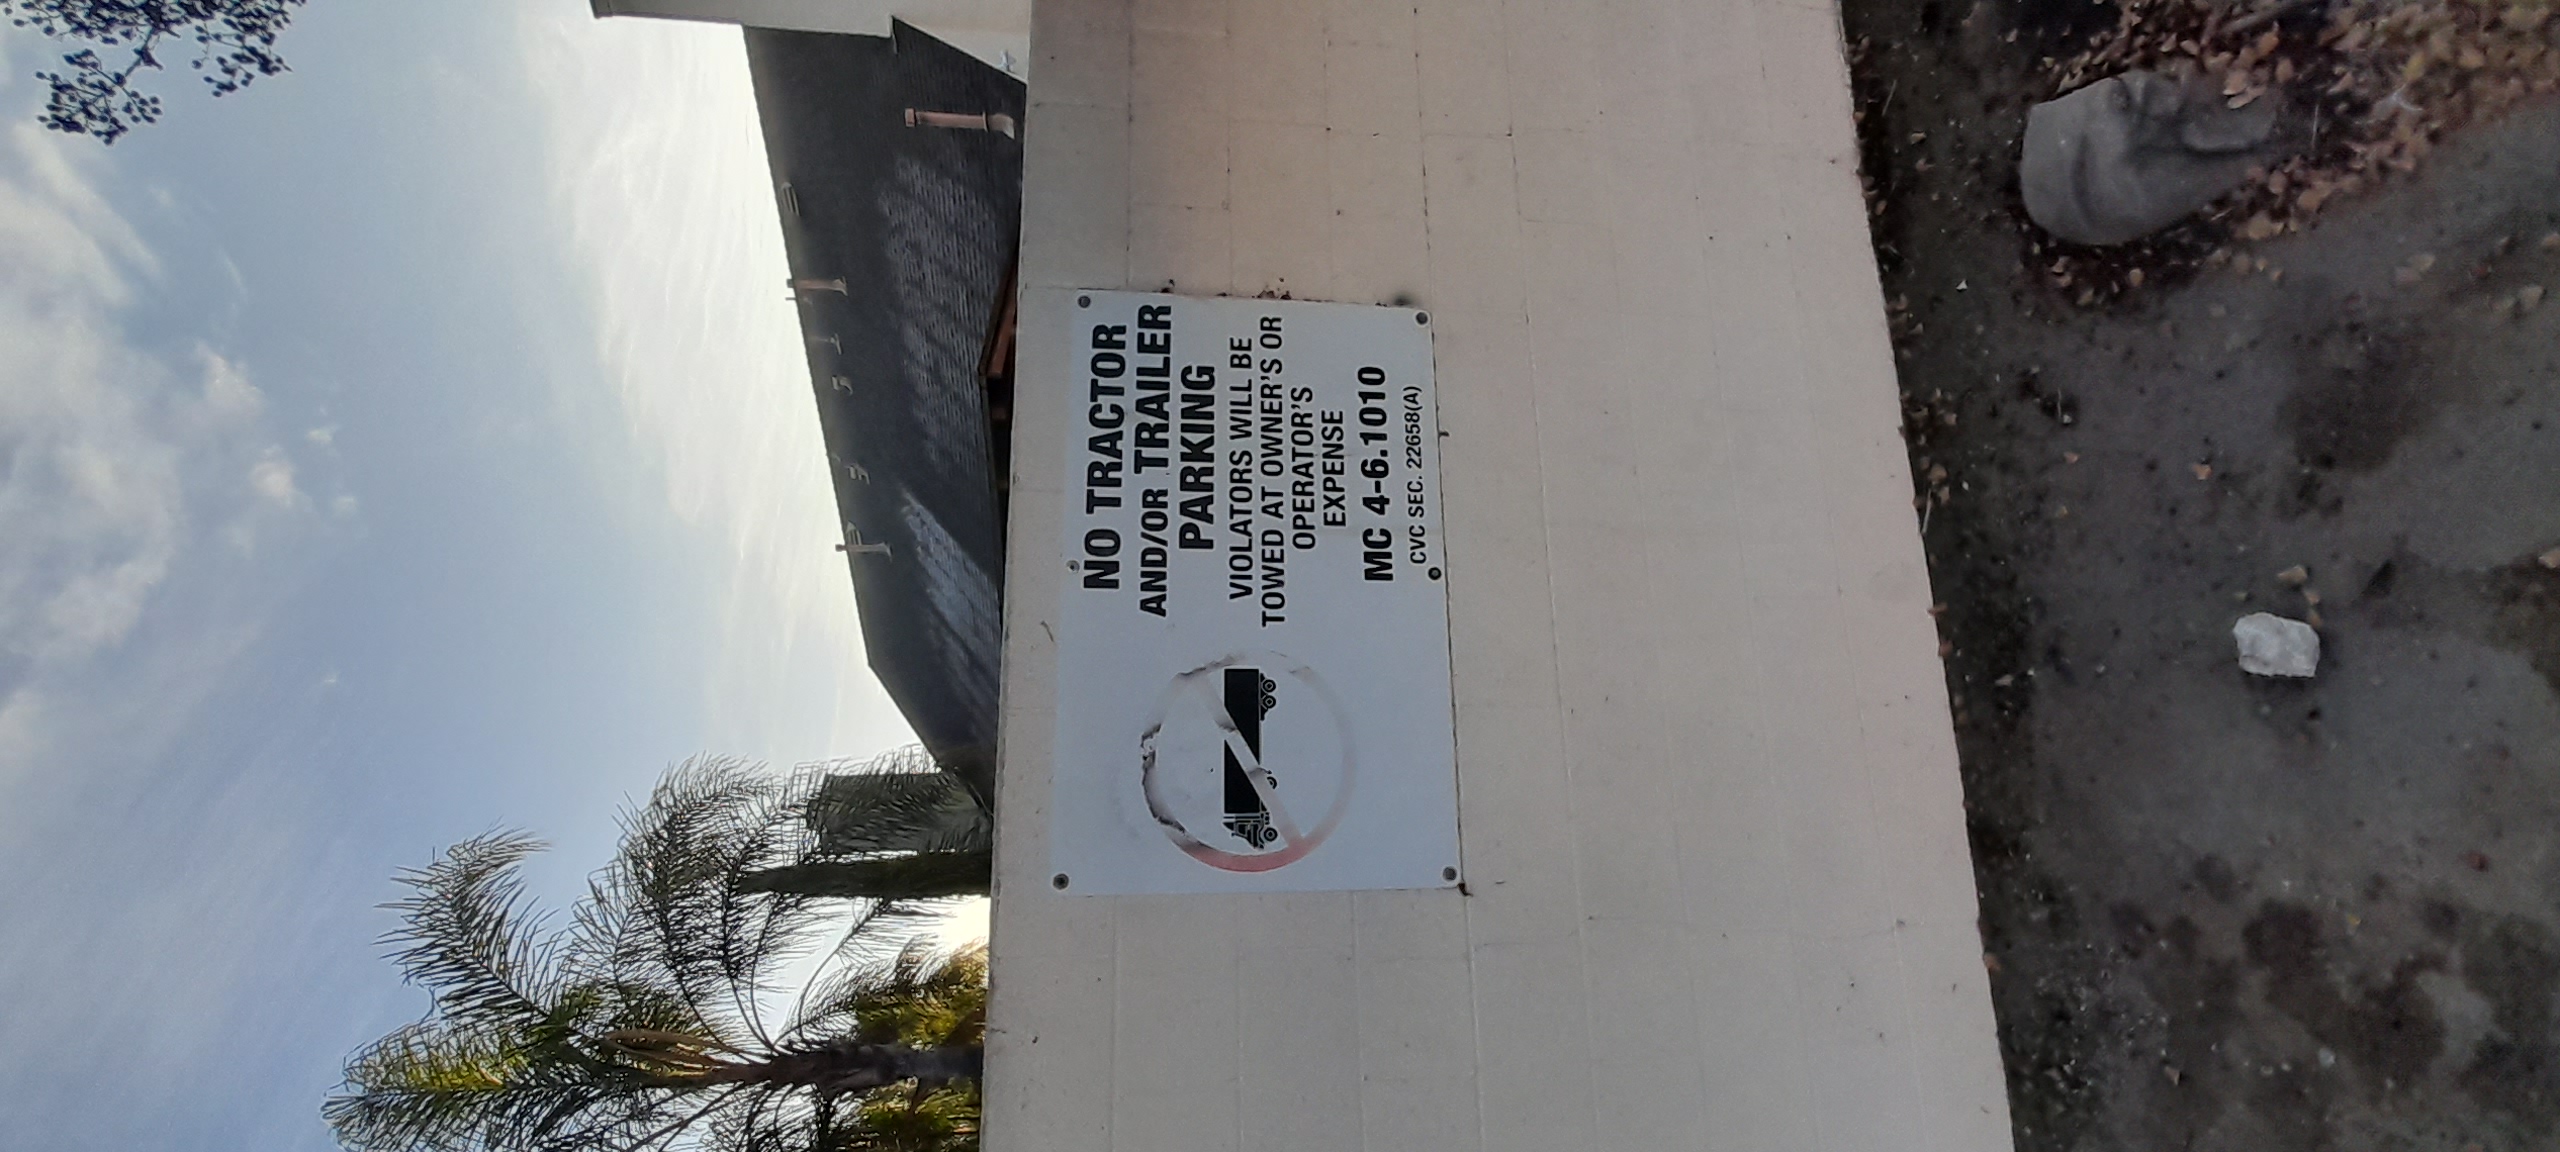 NO TRACTOR
AND/OR TRAILER
PARKING
VIOLATORS WILL BE
TOWED AT OWNER'S OR
OPERATOR'S
EXPENSE
MC 4-6.1010
CVC SEC. 22658(A)